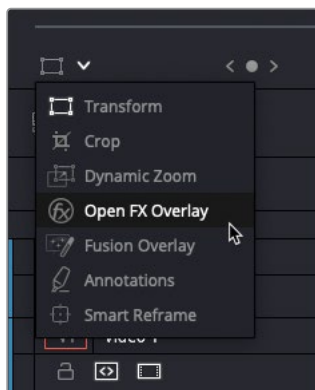 Transform
Crop
Dynamic Zoom
Open FX Overlay
Fusion Overlay
Annotations
Smart Reframe